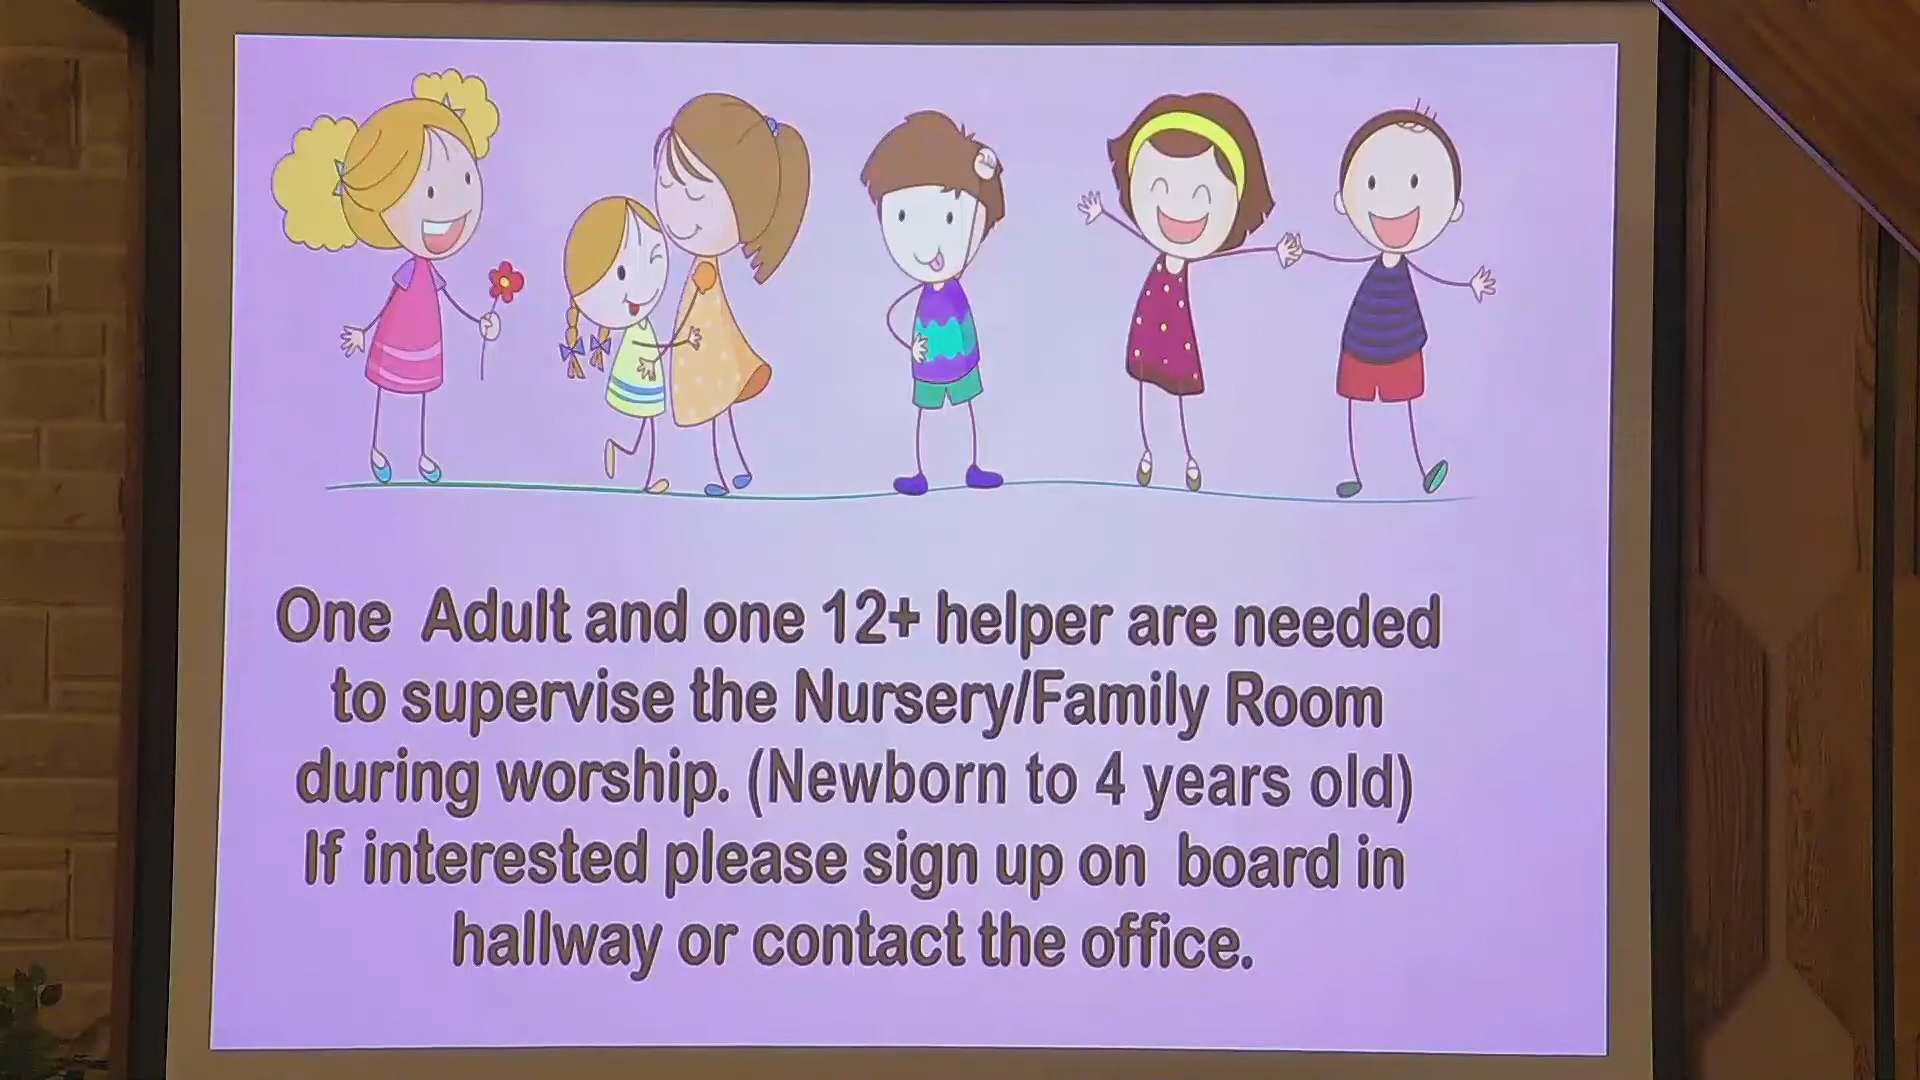 One Adult and one 12+ helper are needed
to supervise the Nursery/Family Room
during worship. (Newborn to 4 years old)
If interested please sign up on board in
hallway or contact the office.